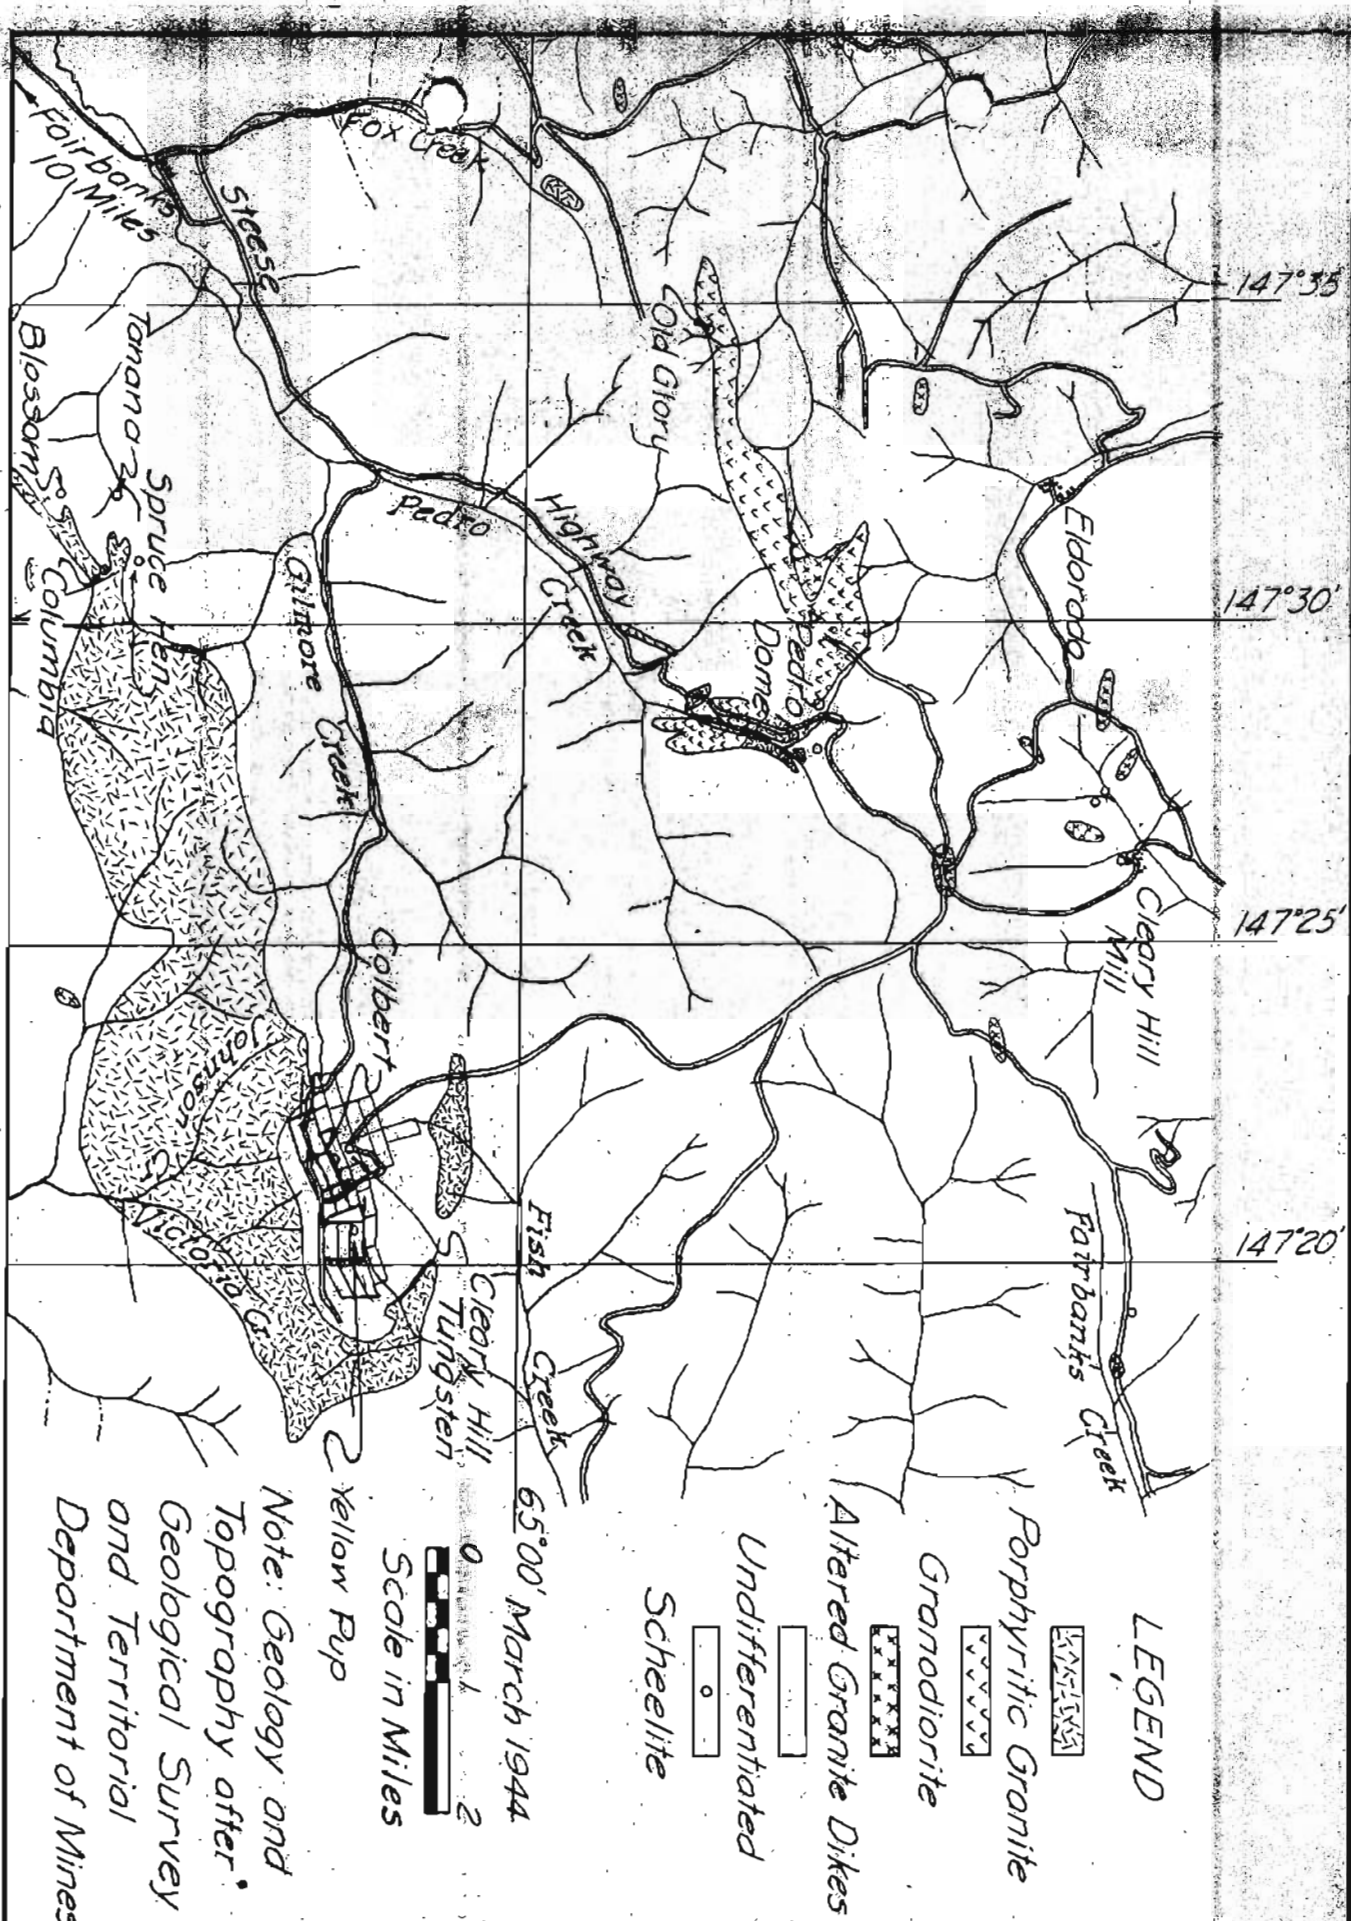 147°35'
147°30'
147°25'
147°20'
Fox Creek
Fairbanks
10 Miles
Steese
Old Glory
Tanana
Blossom
Spruce Hen
Columbia
Pedro
Highway
Creek
Gilmore
Creek
Pedro
Dome
Eldorado
Cleary Hill
Mill
Colbert
Johnson Cr
Victoria Cr
Fish
Creek
Fairbanks Creek
Cleary Hill
Tungsten
Yellow Pup
65°00'
March 1944
0 1 2
Scale in Miles
Note: Geology and
Topography after
Geological Survey
and Territorial
Department of Mines
LEGEND
Porphyritic Granite
Granodiorite
Altered Granite Dikes
Undifferentiated
Scheelite